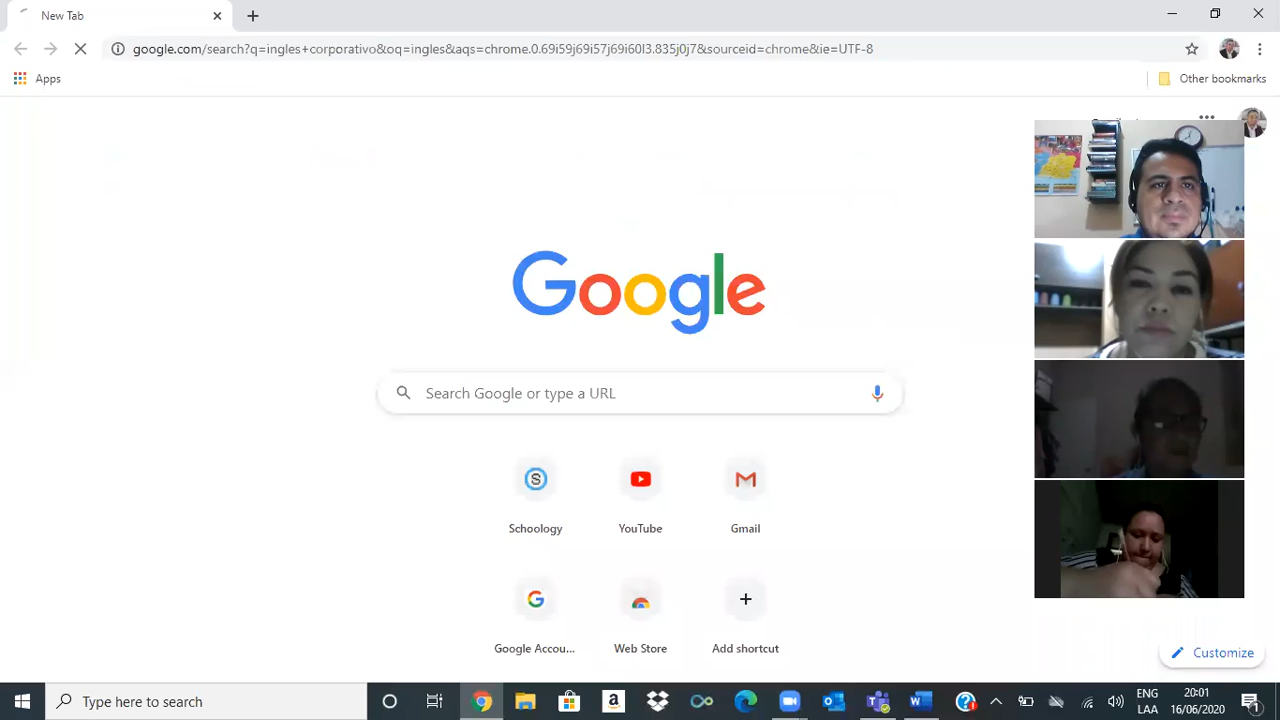 New Tab
google.com/search?q=ingles+corporativo&oq=ingles&aqs=chrome.0.69i59j69i57j69i60l3.835j0j7&sourceid=chrome&ie=UTF-8
Apps
Other bookmarks
Google
Search Google or type a URL
Schoology
YouTube
Gmail
Google Accou...
Web Store
Add shortcut
Customize
Type here to search
ENG
LAA
20:01
16/06/2020